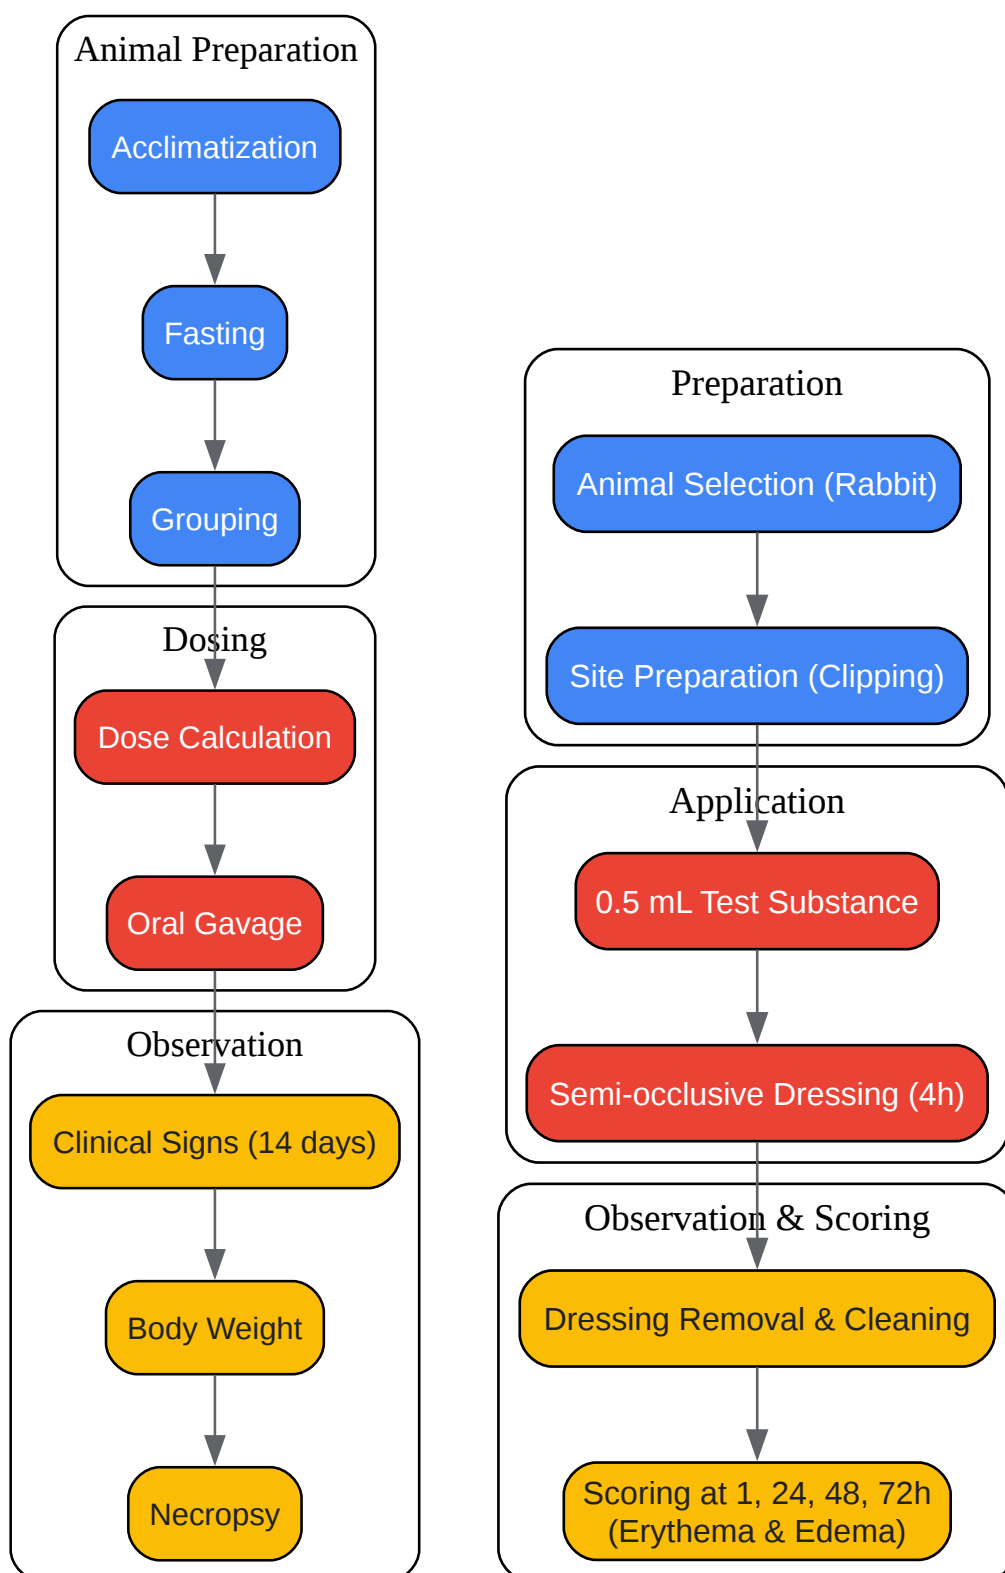 Animal Preparation
Acclimatization
Fasting
Grouping
Dosing
Dose Calculation
Oral Gavage
Observation
Clinical Signs (14 days)
Body Weight
Necropsy
Preparation
Animal Selection (Rabbit)
Site Preparation (Clipping)
Application
0.5 mL Test Substance
Semi-occlusive Dressing (4h)
Observation & Scoring
Dressing Removal & Cleaning
Scoring at 1, 24, 48, 72h
(Erythema & Edema)